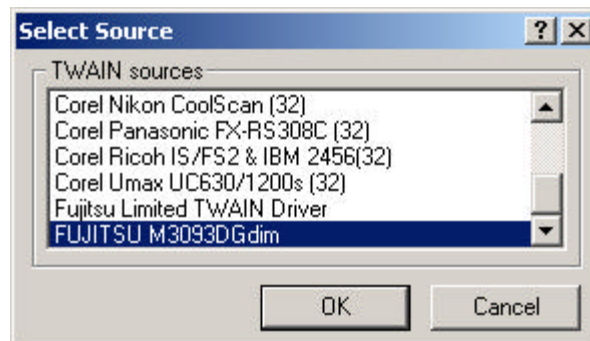 Select Source
TWAIN sources
Corel Nikon CoolScan (32)
Corel Panasonic FX-RS308C (32)
Corel Ricoh IS/FS2 & IBM 2456(32)
Corel Umax UC630/1200s (32)
Fujitsu Limited TWAIN Driver
FUJITSU M3093DGdim
OK Cancel